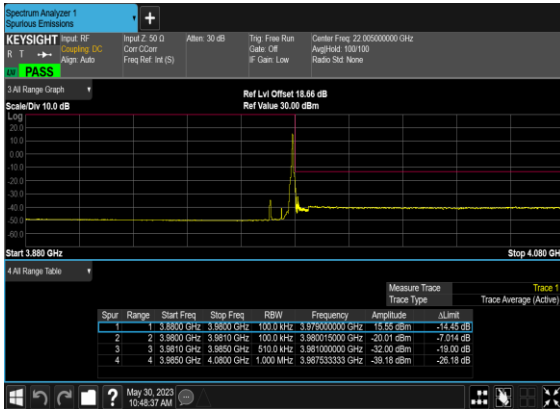 Spectrum Analyzer 1
Spurious Emissions
+
KEYSIGHT Input: RF Input Z: 50 Ω Atten: 30 dB Trig: Free Run Center Freq: 22.005000000 GHz
R T Coupling: DC Corr CCorr Gate: Off Avg|Hold: 100/100
Align: Auto Freq Ref: Int (S) IF Gain: Low Radio Std: None
PASS
3 All Range Graph
Ref Lvl Offset 18.66 dB
Scale/Div 10.0 dB Ref Value 30.00 dBm
Log
20.0
10.0
0.00
-10.0
-20.0
-30.0
-40.0
-50.0
-60.0
Start 3.880 GHz Stop 4.080 GH
4 All Range Table
Measure Trace Trace 1
Trace Type Trace Average (Active)
Spur Range Start Freq Stop Freq RBW Frequency Amplitude ΔLimit
1 1 3.8800 GHz 3.9800 GHz 100.0 kHz 3.979000000 GHz 15.55 dBm -14.45 dB
2 2 3.9800 GHz 3.9810 GHz 100.0 kHz 3.980015000 GHz -20.01 dBm -7.014 dB
3 3 3.9810 GHz 3.9850 GHz 510.0 kHz 3.981000000 GHz -32.00 dBm -19.00 dB
4 4 3.9850 GHz 4.0800 GHz 1.000 MHz 3.987533333 GHz -39.18 dBm -26.18 dB
?
May 30, 2023
10:48:37 AM